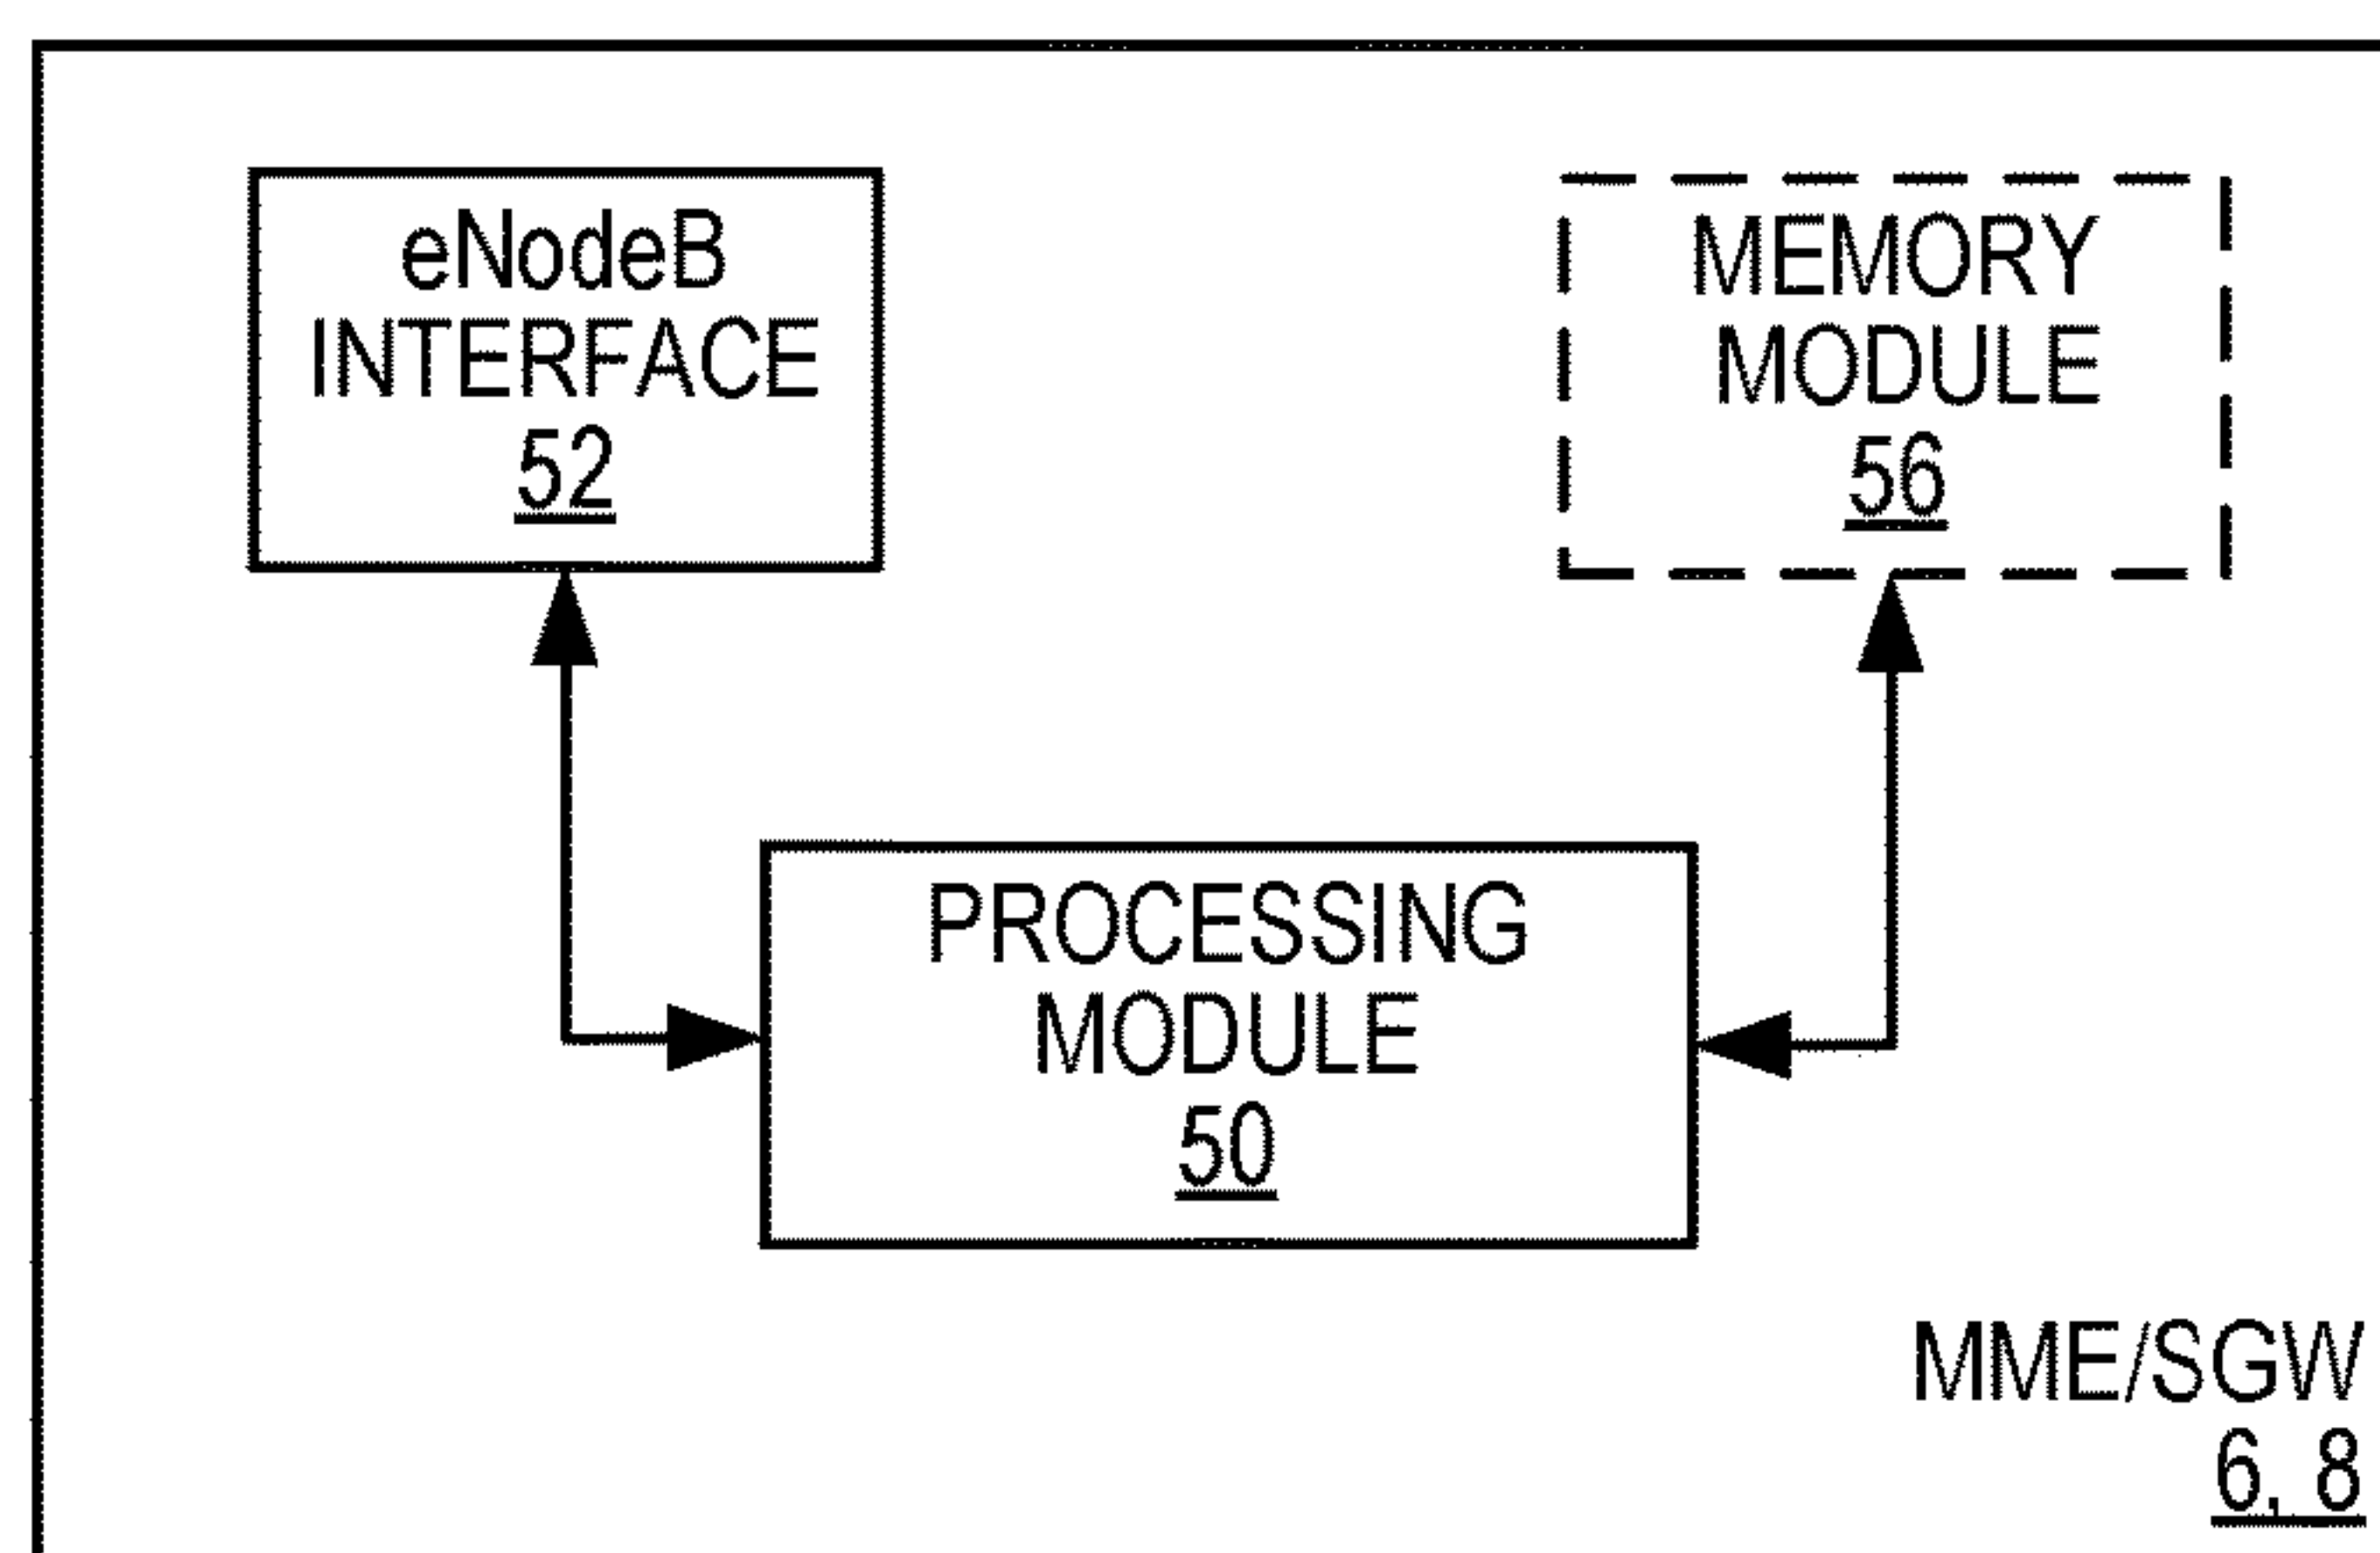 eNodeB
INTERFACE
52
MEMORY
MODULE
56
PROCESSING
MODULE
50
MME/SGW
6, 8